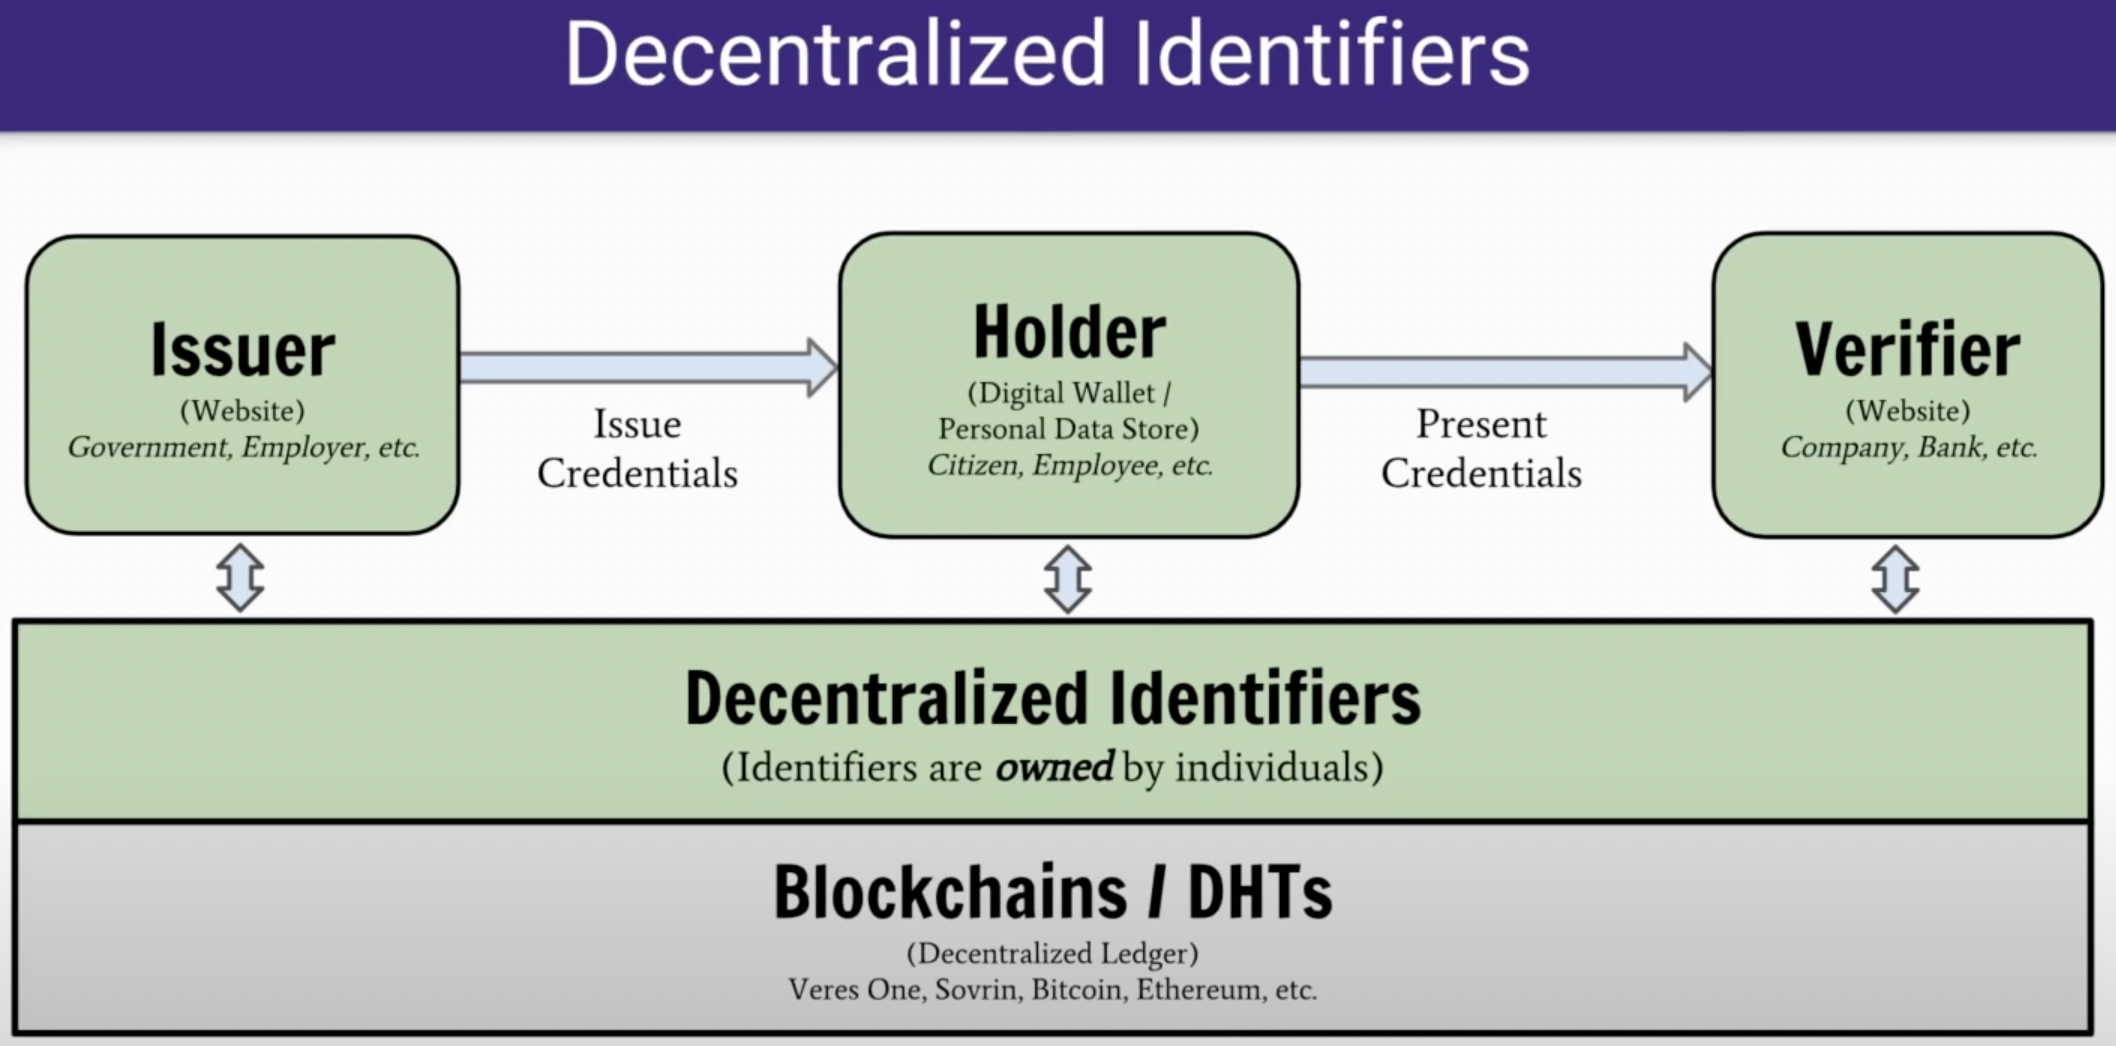 Decentralized Identifiers
Issuer
(Website)
Government, Employer, etc.
Issue
Credentials
Holder
(Digital Wallet /
Personal Data Store)
Citizen, Employee, etc.
Present
Credentials
Verifier
(Website)
Company, Bank, etc.
Decentralized Identifiers
(Identifiers are owned by individuals)
Blockchains / DHTs
(Decentralized Ledger)
Veres One, Sovrin, Bitcoin, Ethereum, etc.